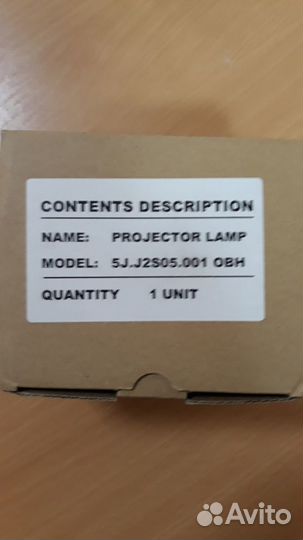 CONTENTS DESCRIPTION
NAME: PROJECTOR LAMP
MODEL: 5J.J2S05.001 OBH
QUANTITY 1 UNIT
Avito